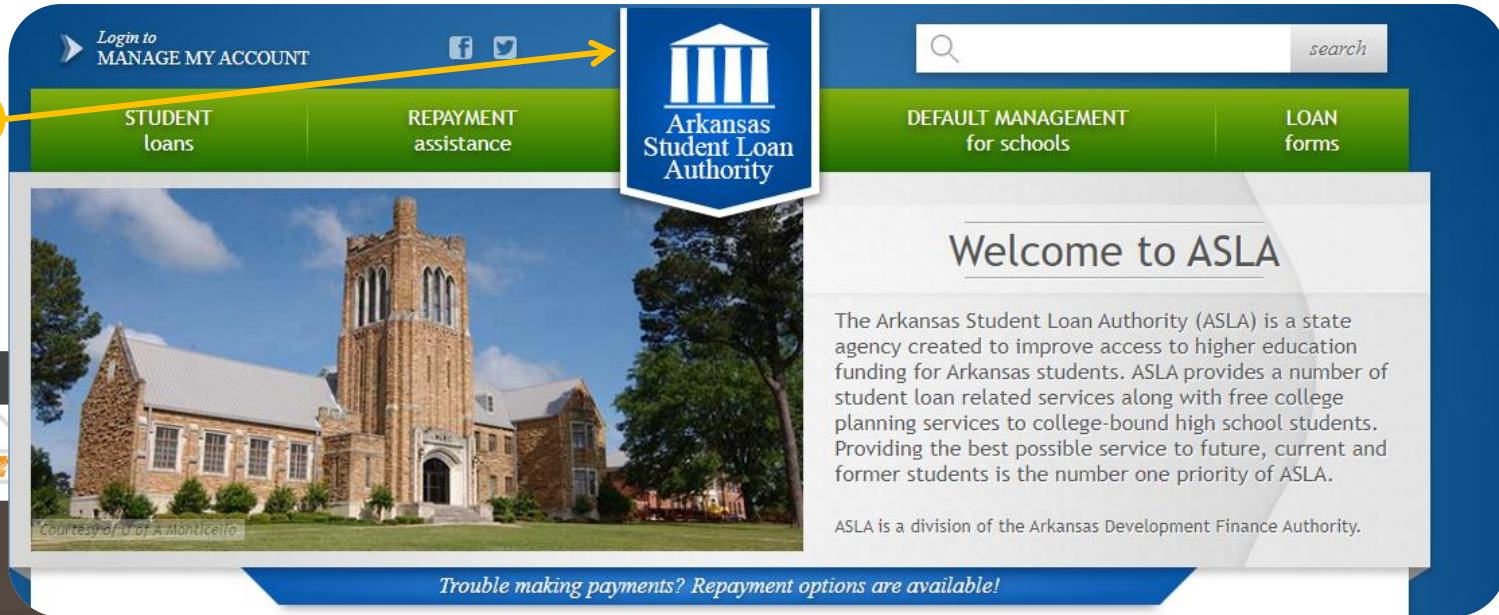 Login to
MANAGE MY ACCOUNT
search
STUDENT
loans
REPAYMENT
assistance
Arkansas
Student Loan
Authority
DEFAULT MANAGEMENT
for schools
LOAN
forms
Welcome to ASLA
The Arkansas Student Loan Authority (ASLA) is a state
agency created to improve access to higher education
funding for Arkansas students. ASLA provides a number of
student loan related services along with free college
planning services to college-bound high school students.
Providing the best possible service to future, current and
former students is the number one priority of ASLA.
ASLA is a division of the Arkansas Development Finance Authority.
Courtesy of U of A Monticello
Trouble making payments? Repayment options are available!